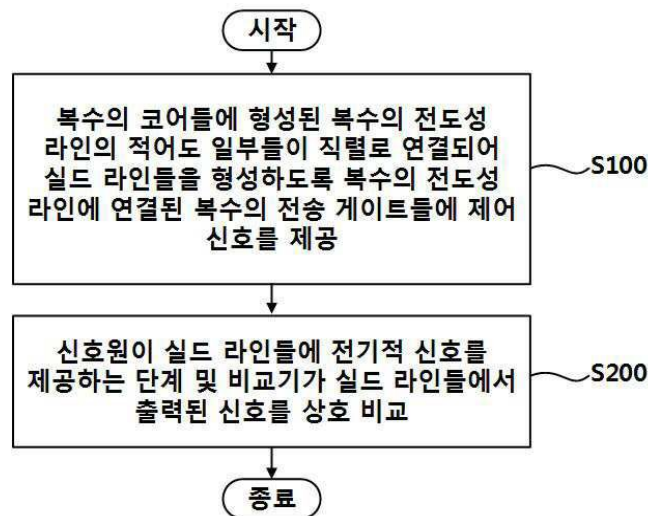 시작
복수의 코어들에 형성된 복수의 전도성
라인의 적어도 일부들이 직렬로 연결되어
실드 라인들을 형성하도록 복수의 전도성
라인에 연결된 복수의 전송 게이트들에 제어
신호를 제공
S100
신호원이 실드 라인들에 전기적 신호를
제공하는 단계 및 비교기가 실드 라인들에서
출력된 신호를 상호 비교
S200
종료